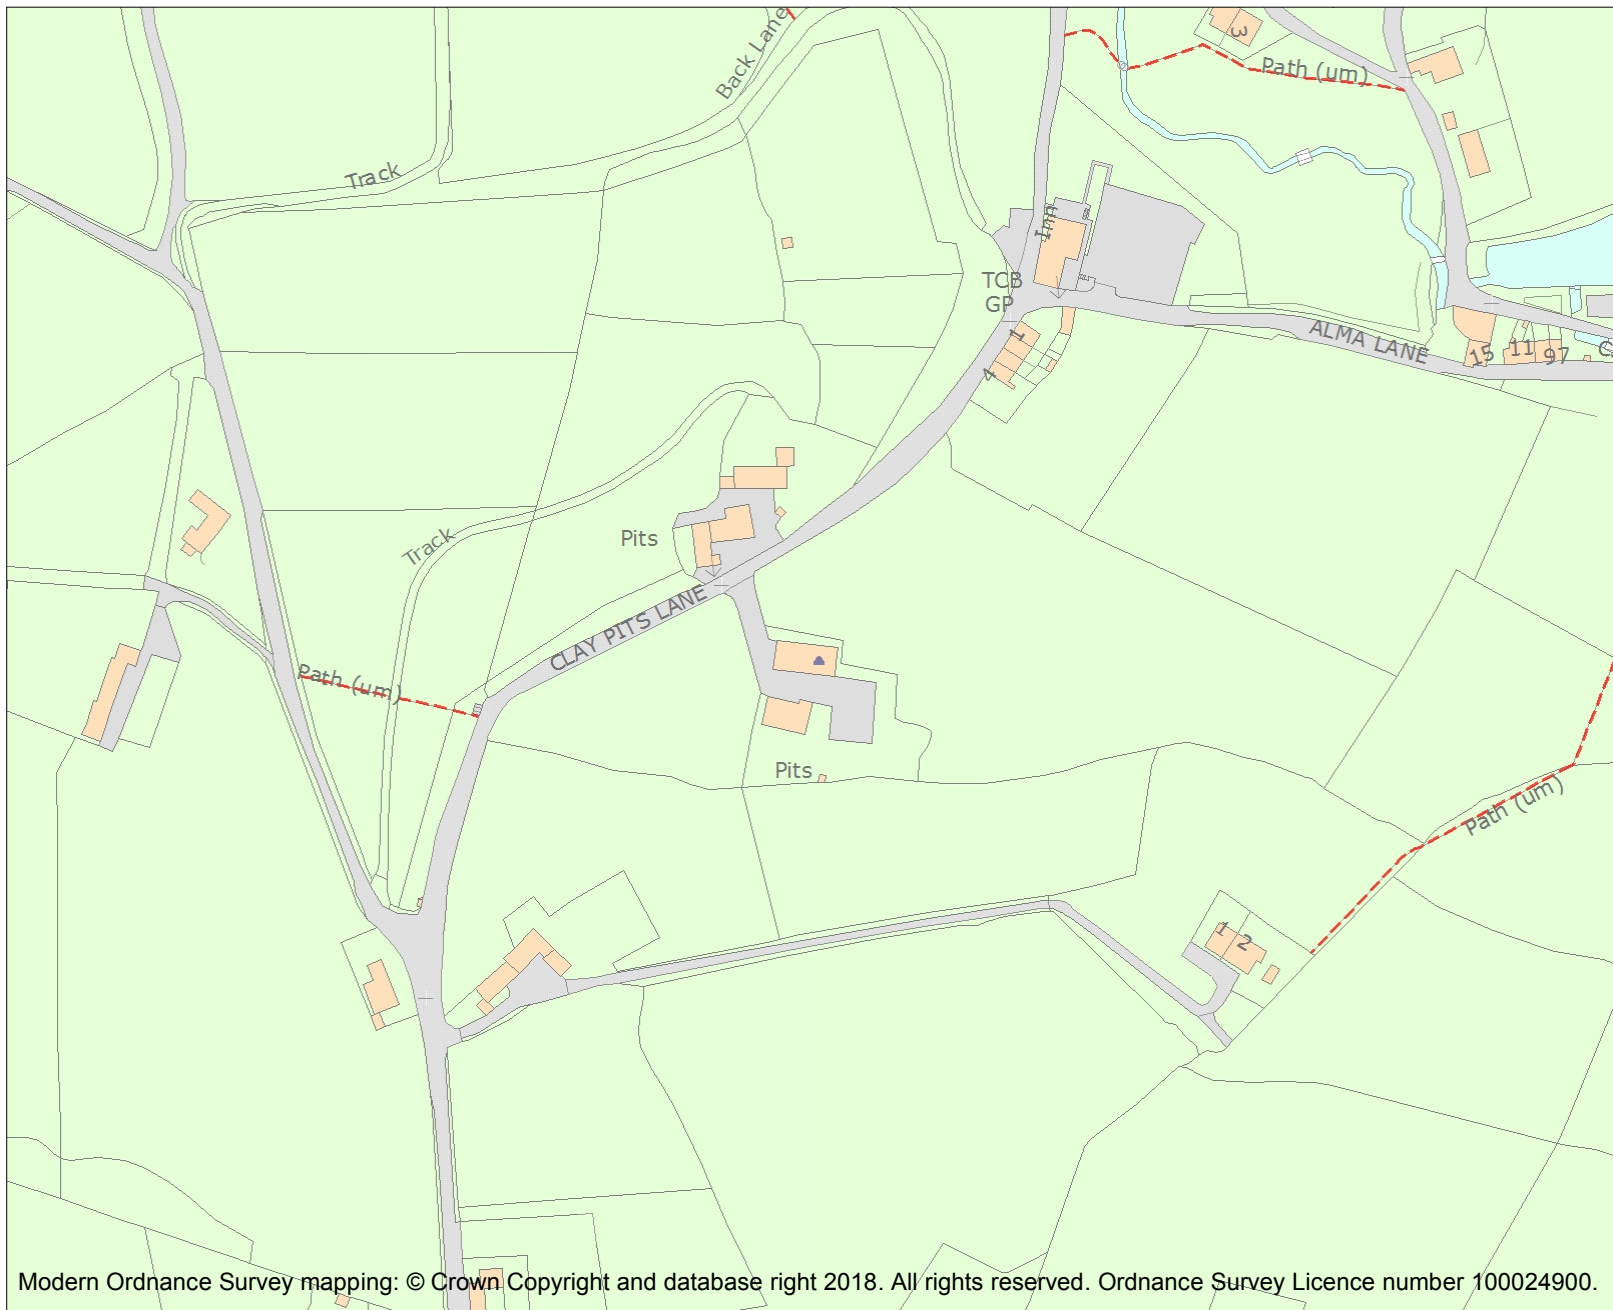 Back Lane
3
Path (um)
Track
Inn
TCB
GP
1
4
ALMA LANE
15
11
97
Track
Pits
CLAY PITS LANE
Path (um)
Pits
Path (um)
1
2
Modern Ordnance Survey mapping: © Crown Copyright and database right 2018. All rights reserved. Ordnance Survey Licence number 100024900.